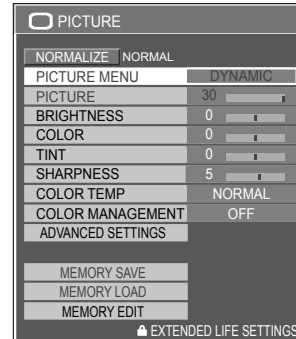 PICTURE
NORMALIZE NORMAL
PICTURE MENU DYNAMIC
PICTURE 30
BRIGHTNESS 0
COLOR 0
TINT 0
SHARPNESS 5
COLOR TEMP NORMAL
COLOR MANAGEMENT OFF
ADVANCED SETTINGS
MEMORY SAVE
MEMORY LOAD
MEMORY EDIT
EXTENDED LIFE SETTINGS